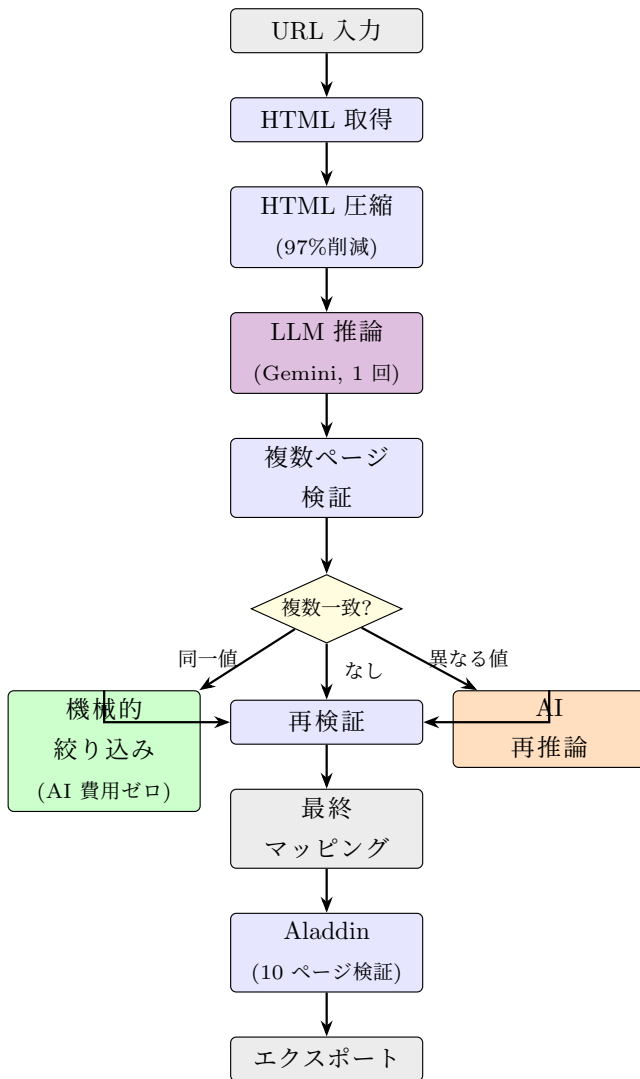 URL 入力
HTML 取得
HTML 圧縮
(97%削減)
LLM 推論
(Gemini, 1 回)
複数ページ
検証
複数一致?
同一値
なし
異なる値
機械的
絞り込み
(AI 費用ゼロ)
再検証
AI
再推論
最終
マッピング
Aladdin
(10 ページ検証)
エクスポート